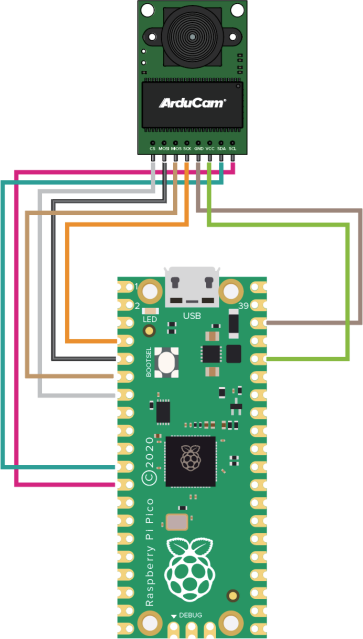 ArduCam
CS MOSI MISO SCK GND VCC SDA SCL
1
2
39
LED
USB
BOOTSEL
Raspberry Pi Pico ©2020
DEBUG